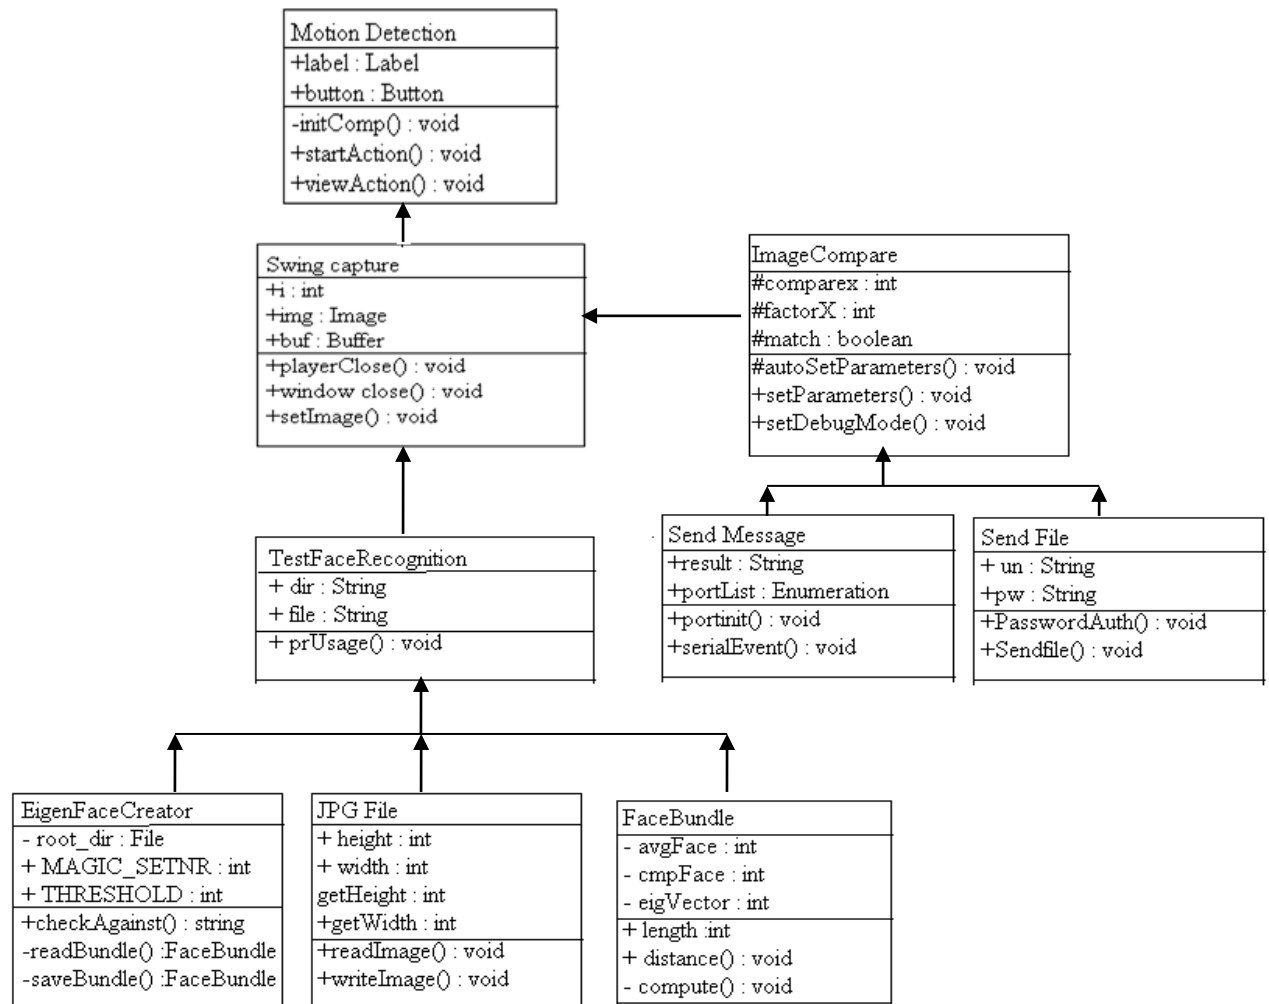 Motion Detection
+label : Label
+button : Button
-initComp() : void
+startAction() : void
+viewAction() : void
Swing capture
+i : int
+img : Image
+buf : Buffer
+playerClose() : void
+window close() : void
+setImage() : void
ImageCompare
#comparex : int
#factorX : int
#match : boolean
#autoSetParameters() : void
+setParameters() : void
+setDebugMode() : void
TestFaceRecognition
+ dir : String
+ file : String
+ prUsage() : void
Send Message
+result : String
+portList : Enumeration
+portinit() : void
+serialEvent() : void
Send File
+ un : String
+pw : String
+PasswordAuth() : void
+Sendfile() : void
EigenFaceCreator
- root_dir : File
+ MAGIC_SETNR : int
+ THRESHOLD : int
+checkAgainst() : string
-readBundle() :FaceBundle
-saveBundle() :FaceBundle
JPG File
+ height : int
+ width : int
getHeight : int
+getWidth : int
+readImage() : void
+writeImage() : void
FaceBundle
- avgFace : int
- cmpFace : int
- eigVector : int
+ length :int
+ distance() : void
- compute() : void